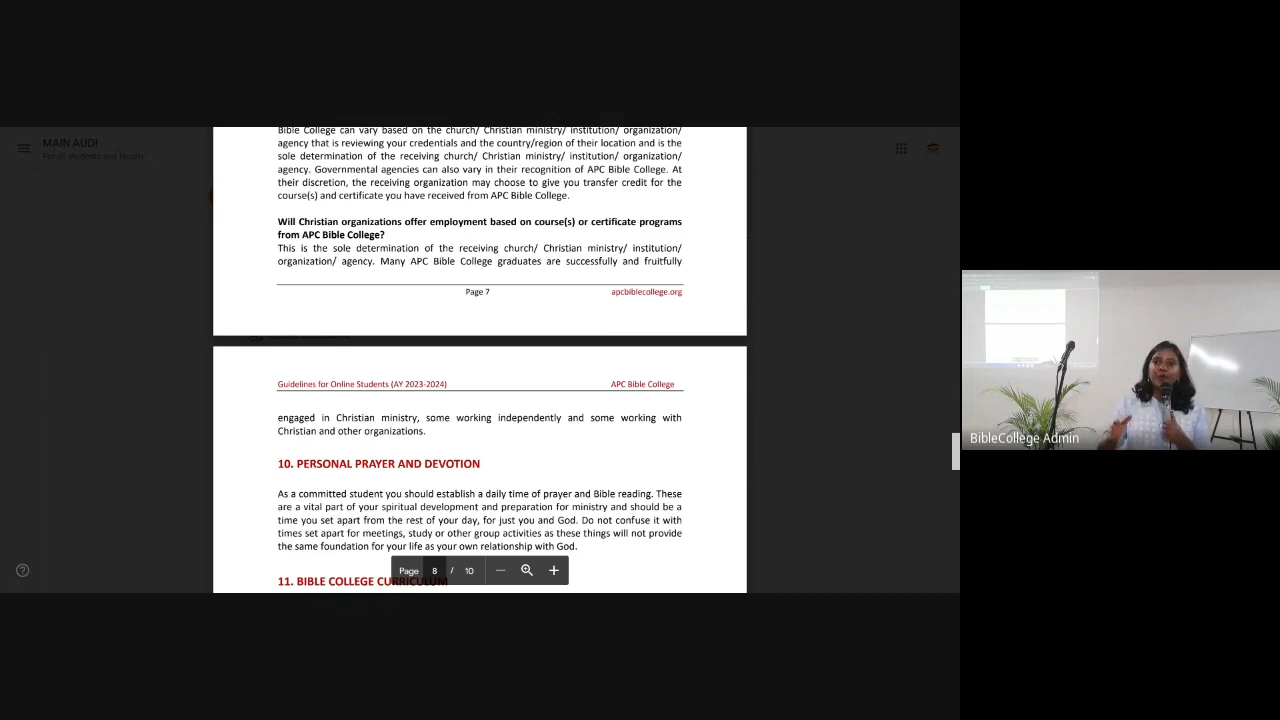 MAIN AUDI
For all students and faculty
Bible College can vary based on the church/ Christian ministry/ institution/ organization/
agency that is reviewing your credentials and the country/region of their location and is the
sole determination of the receiving church/ Christian ministry/ institution/ organization/
agency. Governmental agencies can also vary in their recognition of APC Bible College. At
their discretion, the receiving organization may choose to give you transfer credit for the
course(s) and certificate you have received from APC Bible College.
Will Christian organizations offer employment based on course(s) or certificate programs
from APC Bible College?
This is the sole determination of the receiving church/ Christian ministry/ institution/
organization/ agency. Many APC Bible College graduates are successfully and fruitfully
Page 7 apcbiblecollege.org
Guidelines for Online Students (AY 2023-2024) APC Bible College
engaged in Christian ministry, some working independently and some working with
Christian and other organizations.
10. PERSONAL PRAYER AND DEVOTION
As a committed student you should establish a daily time of prayer and Bible reading. These
are a vital part of your spiritual development and preparation for ministry and should be a
time you set apart from the rest of your day, for just you and God. Do not confuse it with
times set apart for meetings, study or other group activities as these things will not provide
the same foundation for your life as your own relationship with God.
Page 8 / 10
11. BIBLE COLLEGE CURRICULUM
BibleCollege Admin